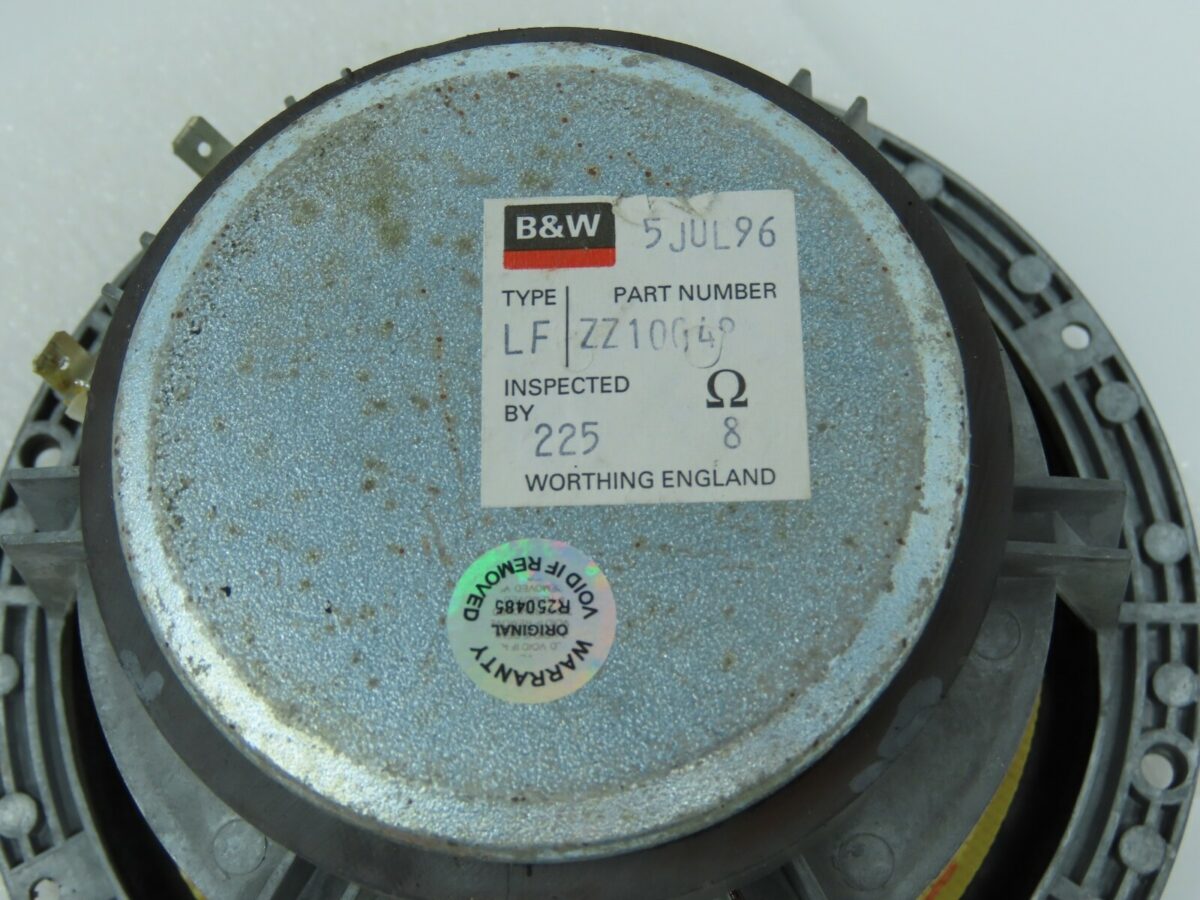 B&W 5JUL96
TYPE PART NUMBER
LF
INSPECTED Ω
BY
225 8
WORTHING ENGLAND
VOID IF REMOVED
R250485
ORIGINAL
WARRANTY